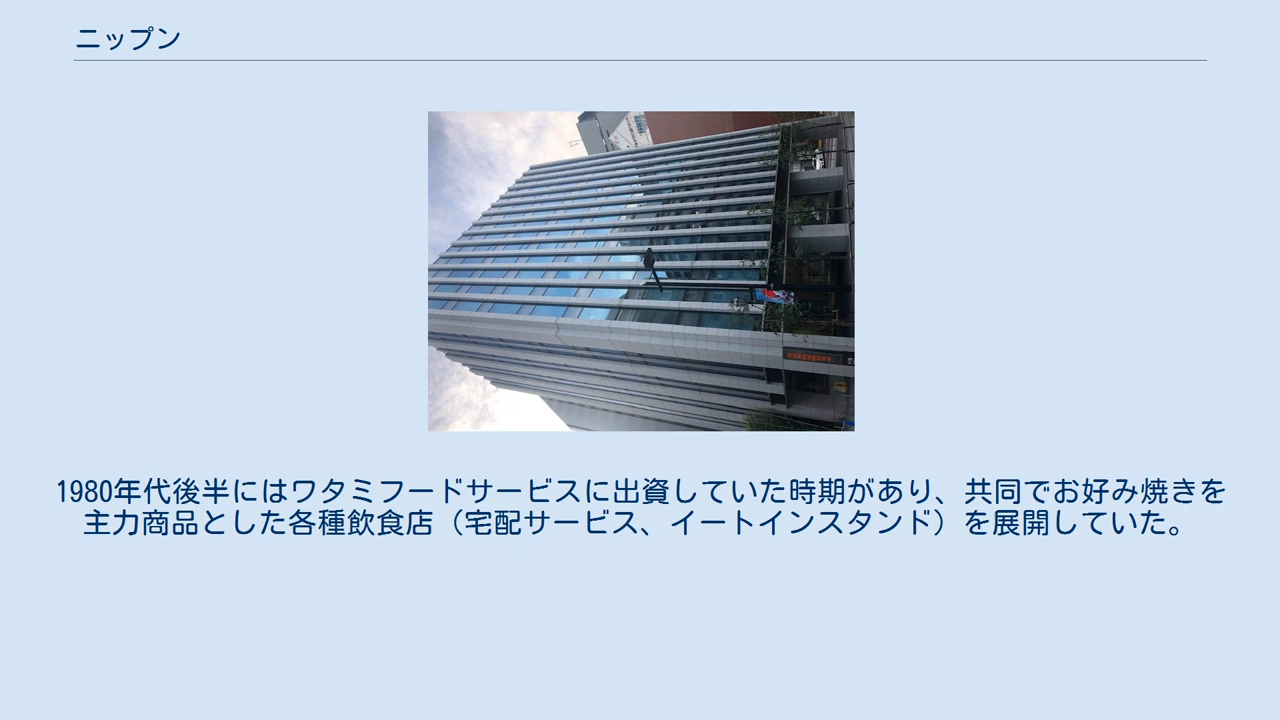 ニップン
nippn
1980年代後半にはワタミフードサービスに出資していた時期があり、共同でお好み焼きを
主力商品とした各種飲食店（宅配サービス、イートインスタンド）を展開していた。